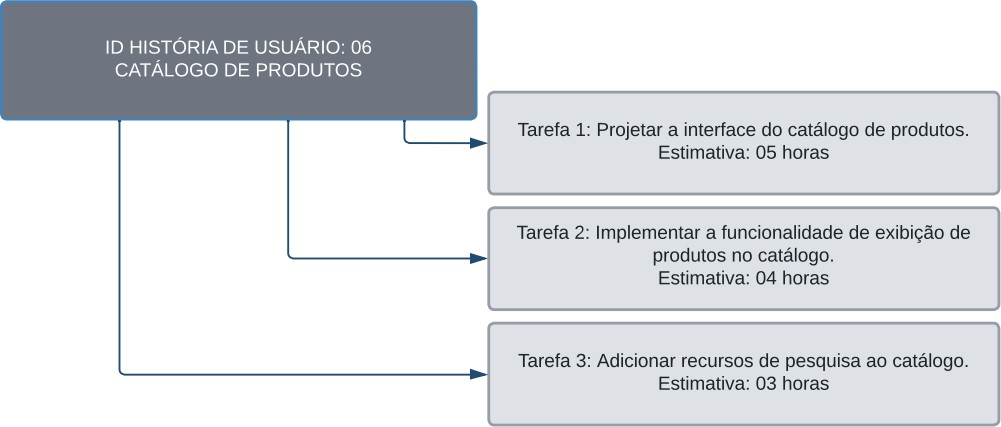 ID HISTÓRIA DE USUÁRIO: 06
CATÁLOGO DE PRODUTOS
Tarefa 1: Projetar a interface do catálogo de produtos.
Estimativa: 05 horas
Tarefa 2: Implementar a funcionalidade de exibição de
produtos no catálogo.
Estimativa: 04 horas
Tarefa 3: Adicionar recursos de pesquisa ao catálogo.
Estimativa: 03 horas